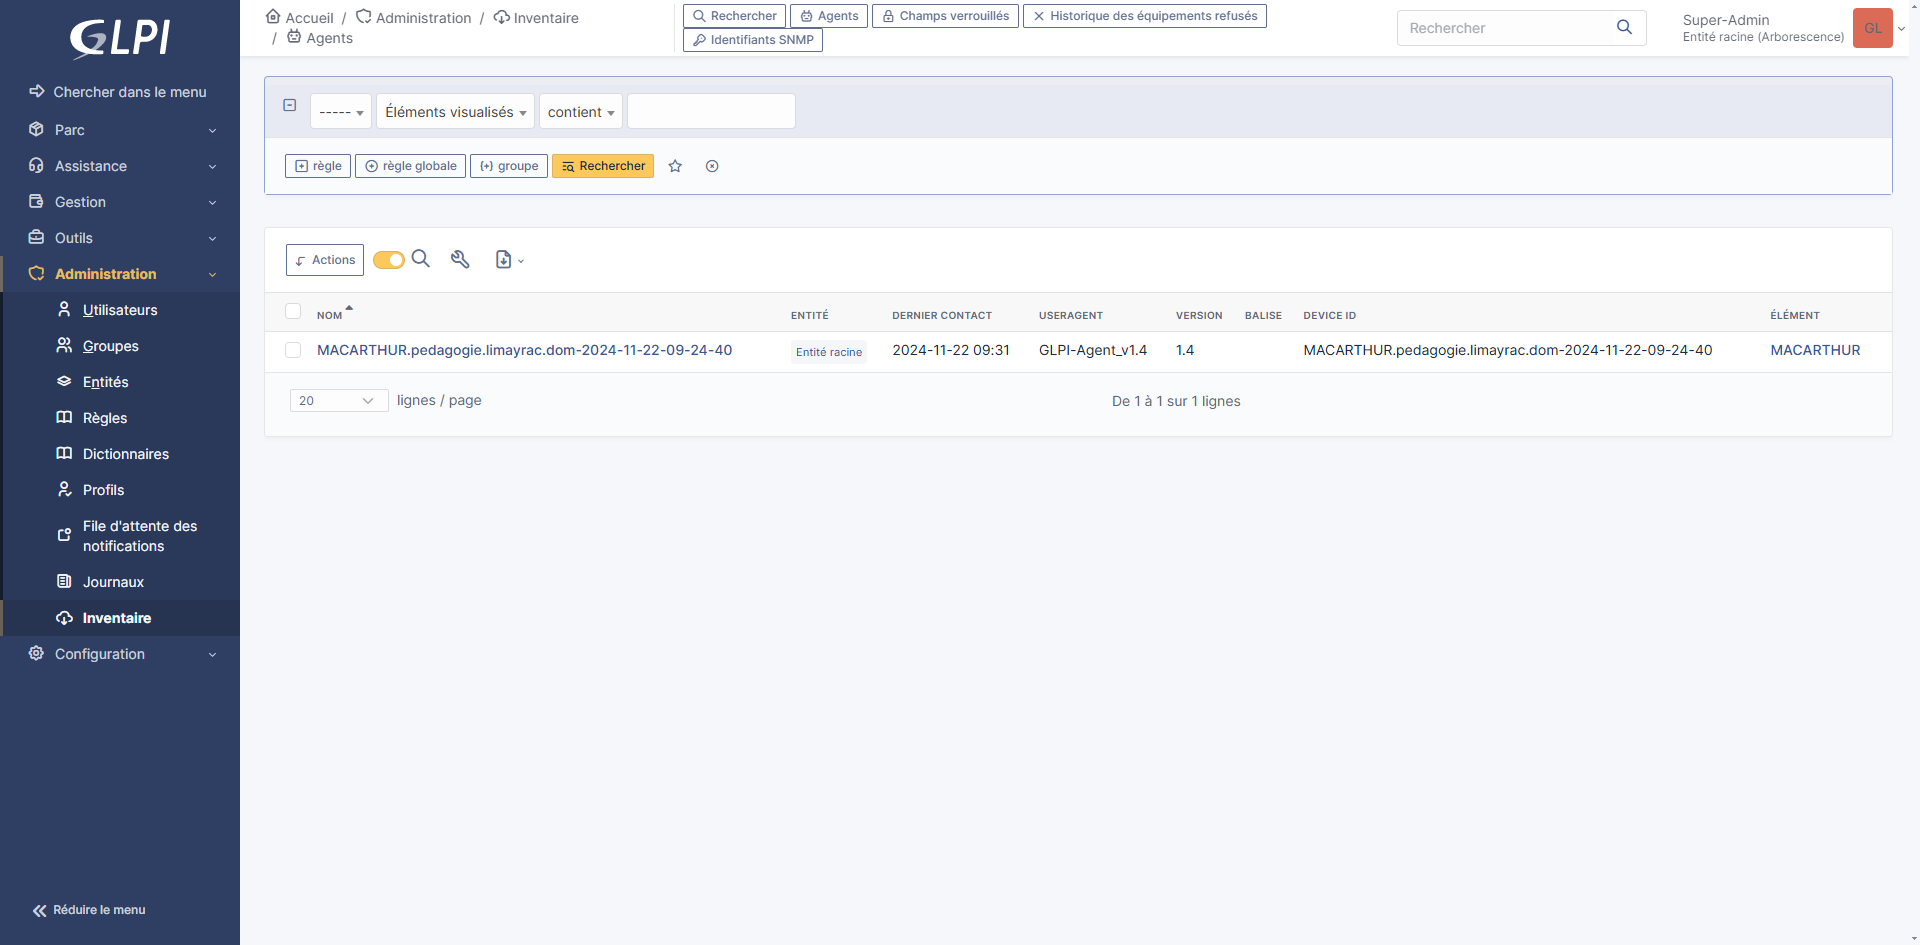 GLPI
Chercher dans le menu
Parc
Assistance
Gestion
Outils
Administration
Utilisateurs
Groupes
Entités
Règles
Dictionnaires
Profils
File d'attente des
notifications
Journaux
Inventaire
Configuration
Réduire le menu
Accueil / Administration / Inventaire
/ Agents
Rechercher Agents Champs verrouillés Historique des équipements refusés
Identifiants SNMP
Rechercher
Super-Admin
Entité racine (Arborescence)
GL
----- Éléments visualisés contient
règle règle globale groupe Rechercher
Actions
NOM ENTITÉ DERNIER CONTACT USERAGENT VERSION BALISE DEVICE ID ÉLÉMENT
MACARTHUR.pedagogie.limayrac.dom-2024-11-22-09-24-40 Entité racine 2024-11-22 09:31 GLPI-Agent_v1.4 1.4 MACARTHUR.pedagogie.limayrac.dom-2024-11-22-09-24-40 MACARTHUR
20 lignes / page De 1 à 1 sur 1 lignes